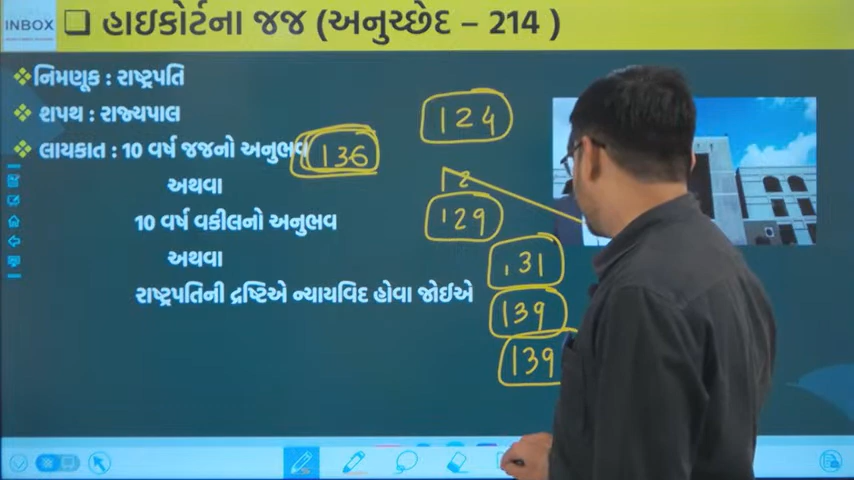 INBOX
❑ હાઇકોર્ટના જજ (અનુચ્છેદ – 214 )
❖ નિમણૂક : રાષ્ટ્રપતિ
❖ શપથ : રાજ્યપાલ
❖ લાયકાત : 10 વર્ષ જજનો અનુભવ
અથવા
10 વર્ષ વકીલનો અનુભવ
અથવા
રાષ્ટ્રપતિની દ્રષ્ટિએ ન્યાયવિદ હોવા જોઈએ
136
124
129
131
139
139